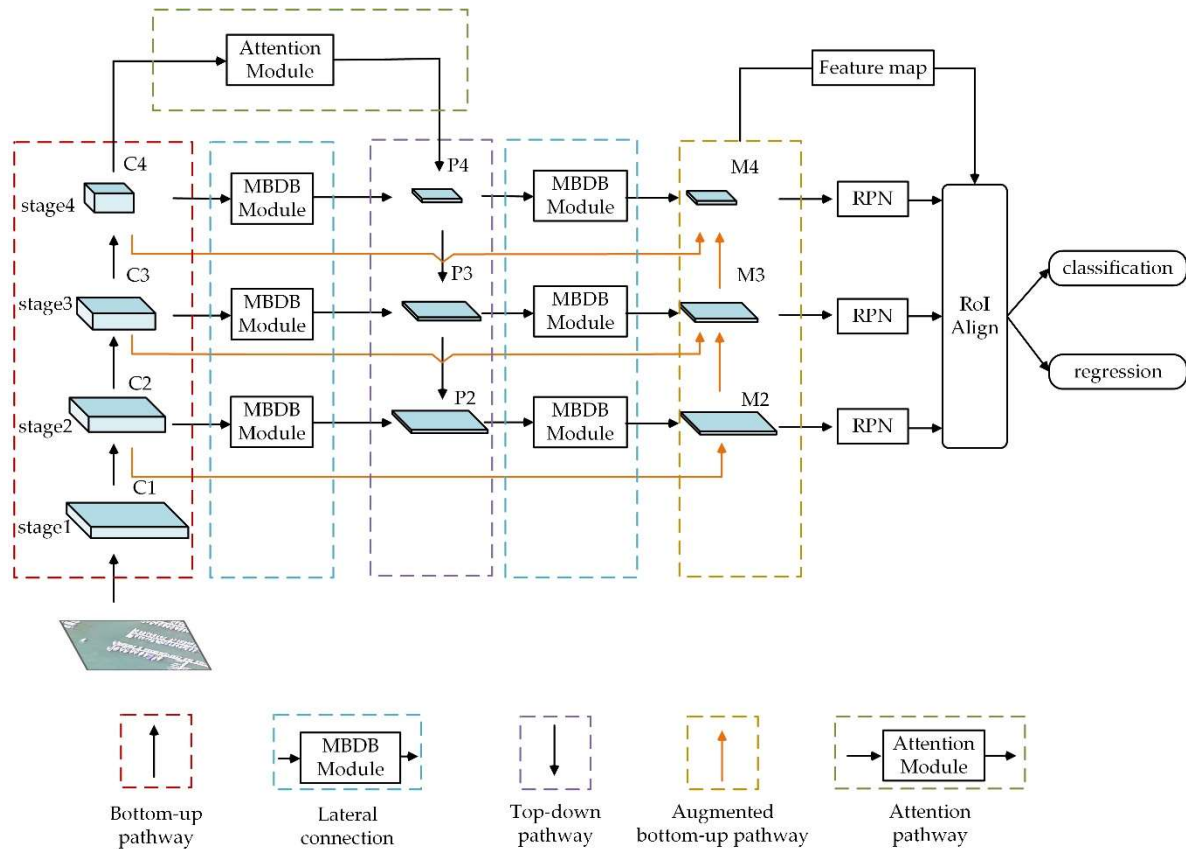 Attention
Module
Feature map
C4
P4
M4
stage4
MBDB
Module
MBDB
Module
RPN
C3
P3
M3
stage3
MBDB
Module
MBDB
Module
RPN
RoI
Align
classification
regression
C2
P2
M2
stage2
MBDB
Module
MBDB
Module
RPN
C1
stage1
MBDB
Module
Attention
Module
Bottom-up
pathway
Lateral
connection
Top-down
pathway
Augmented
bottom-up pathway
Attention
pathway